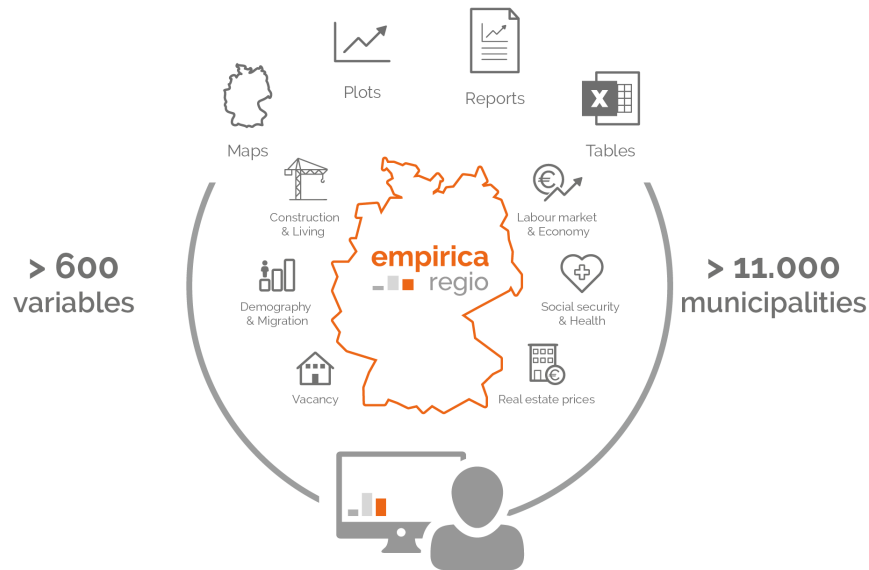 Plots
Reports
Maps
Tables
Construction
& Living
Labour market
& Economy
empirica
regio
> 600
variables
> 11.000
municipalities
Demography
& Migration
Social security
& Health
Vacancy
Real estate prices
X